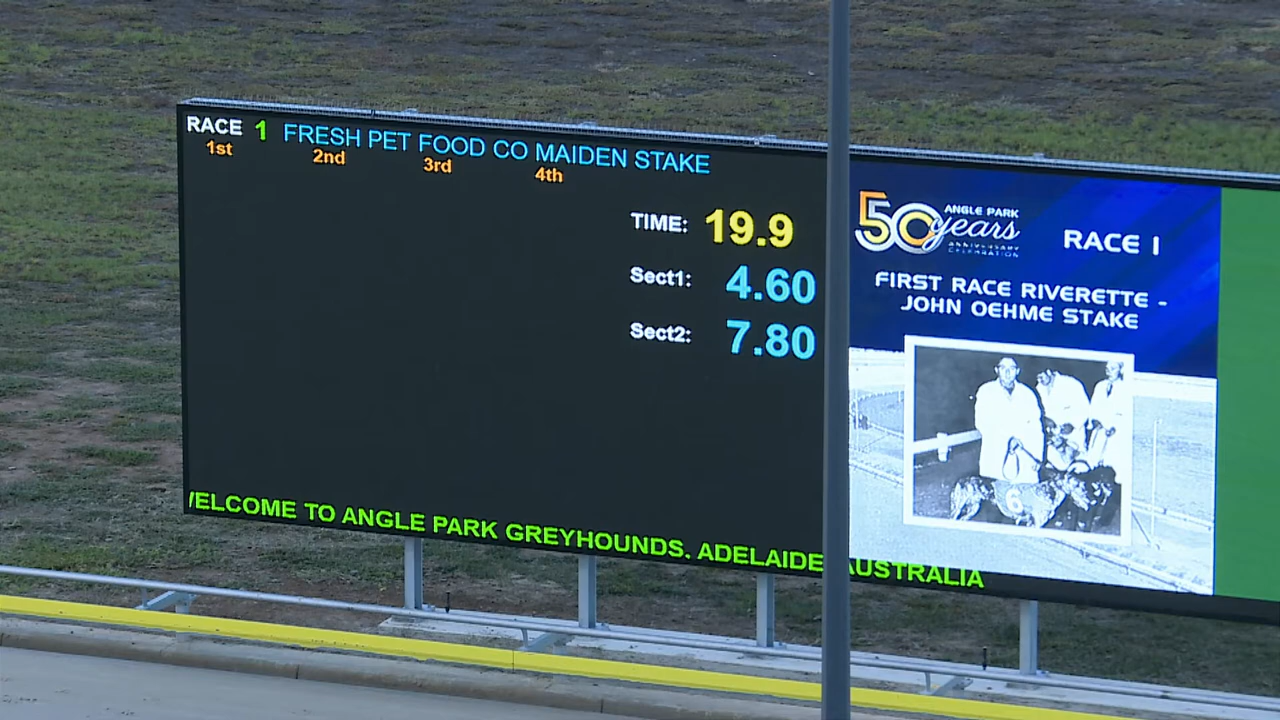 RACE 1 FRESH PET FOOD CO MAIDEN STAKE
1st 2nd 3rd 4th
TIME: 19.9
Sect1: 4.60
Sect2: 7.80
ELCOME TO ANGLE PARK GREYHOUNDS. ADELAIDE AUSTRALIA
50 years
ANGLE PARK
ANNIVERSARY
CELEBRATION
RACE 1
FIRST RACE RIVERETTE -
JOHN OEHME STAKE
6